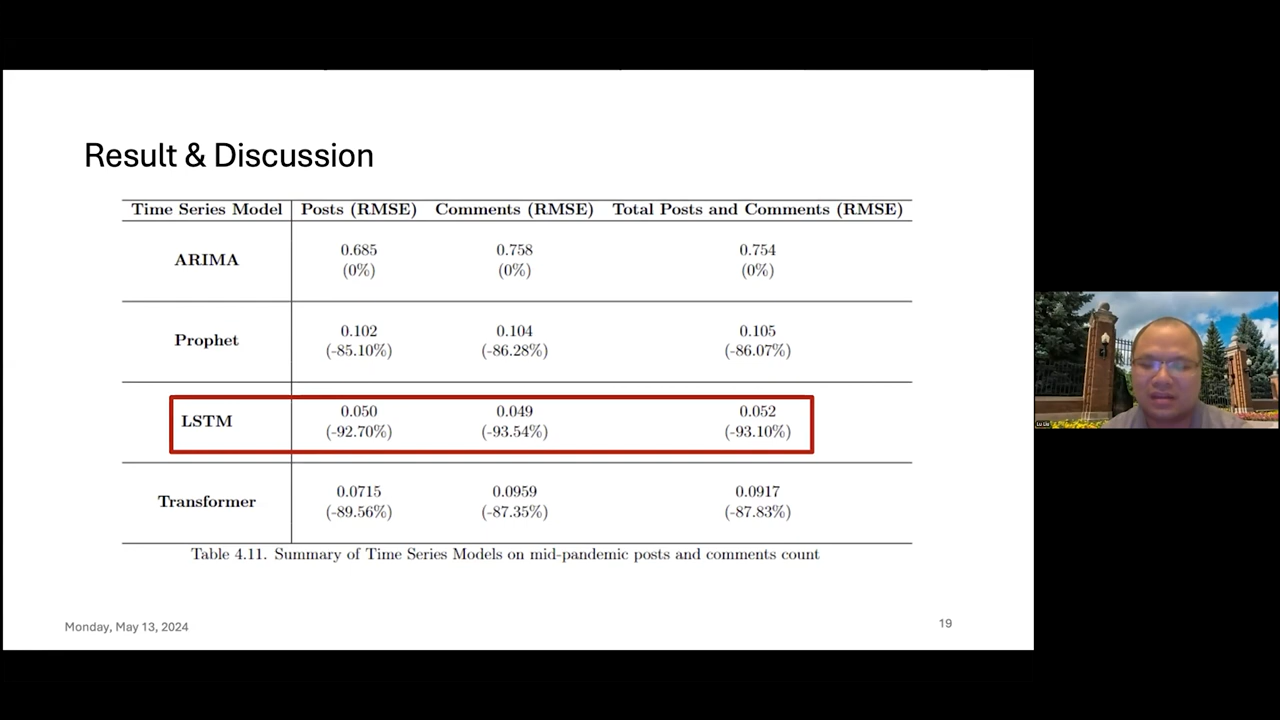 Result & Discussion
Time Series Model Posts (RMSE) Comments (RMSE) Total Posts and Comments (RMSE)
ARIMA 0.685 0.758 0.754
(0%) (0%) (0%)
Prophet 0.102 0.104 0.105
(-85.10%) (-86.28%) (-86.07%)
LSTM 0.050 0.049 0.052
(-92.70%) (-93.54%) (-93.10%)
Transformer 0.0715 0.0959 0.0917
(-89.56%) (-87.35%) (-87.83%)
Table 4.11. Summary of Time Series Models on mid-pandemic posts and comments count
Monday, May 13, 2024
19